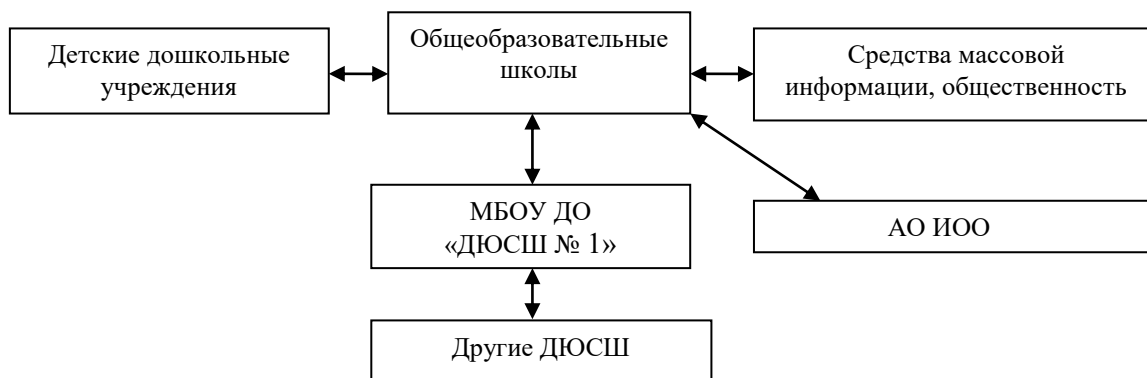 Детские дошкольные
учреждения
Общеобразовательные
школы
Средства массовой
информации, общественность
МБОУ ДО
«ДЮСШ № 1»
АО ИОО
Другие ДЮСШ